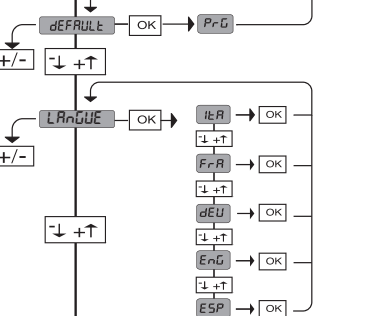 dEFAULt OK PrG
+/- -↓ +↑
LAnGUE OK ItA OK
-↓ +↑
+/- FrA OK
-↓ +↑
dEU OK
-↓ +↑ -↓ +↑
EnG OK
-↓ +↑
ESP OK